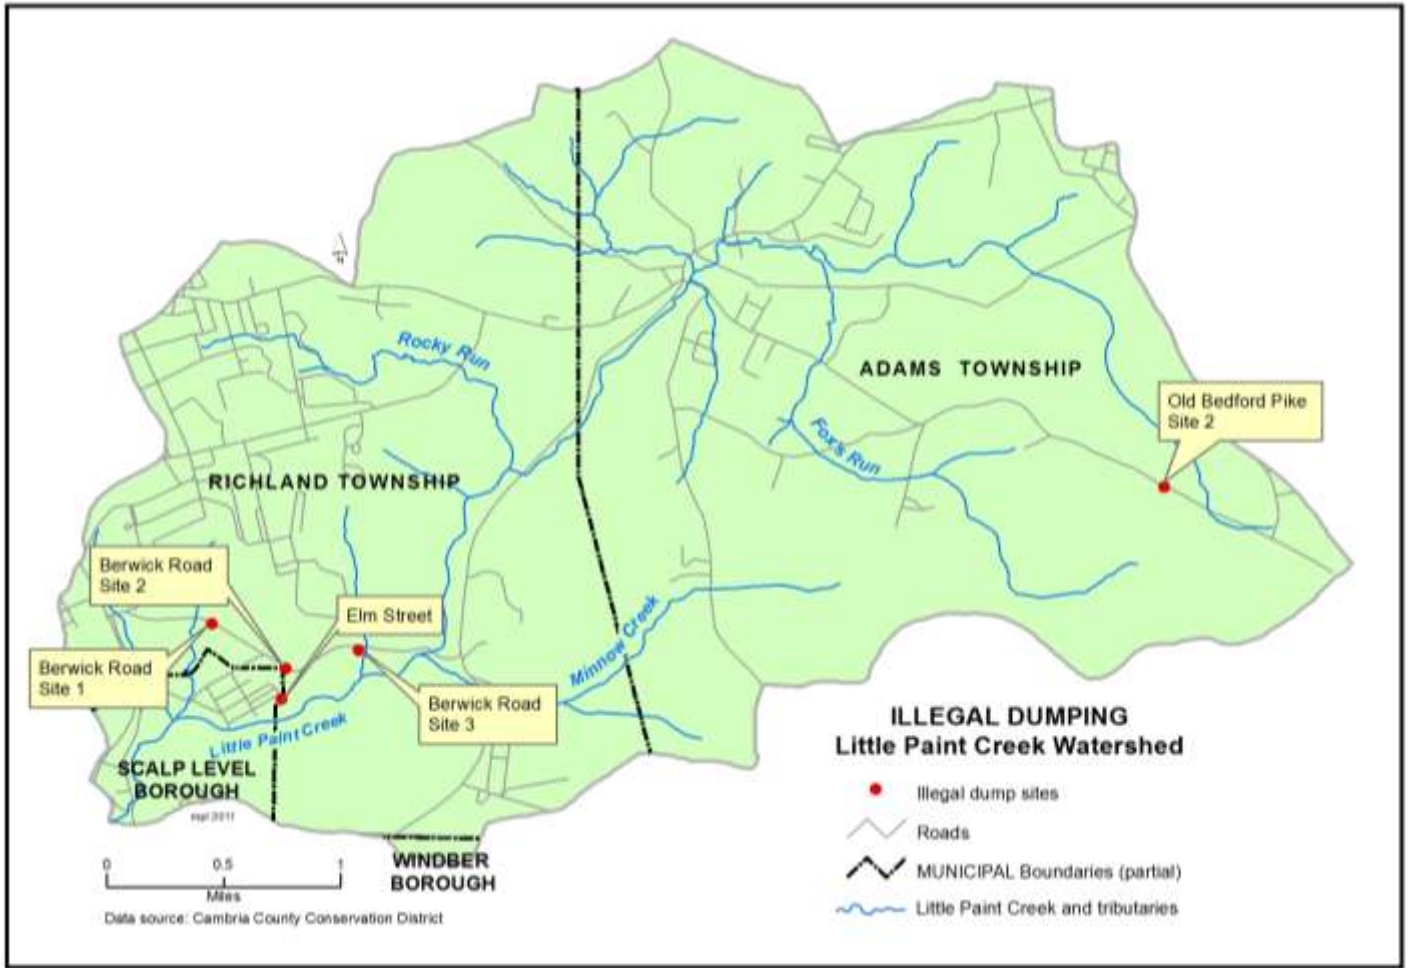 Rocky Run
ADAMS TOWNSHIP
Old Bedford Pike
Site 2
Fox's Run
RICHLAND TOWNSHIP
Berwick Road
Site 2
Elm Street
Minnow Creek
Berwick Road
Site 1
Berwick Road
Site 3
Little Paint Creek
SCALP LEVEL
BOROUGH
WINDBER
BOROUGH
0 0.5 1
Miles
Data source: Cambria County Conservation District
ILLEGAL DUMPING
Little Paint Creek Watershed
Illegal dump sites
Roads
MUNICIPAL Boundaries (partial)
Little Paint Creek and tributaries